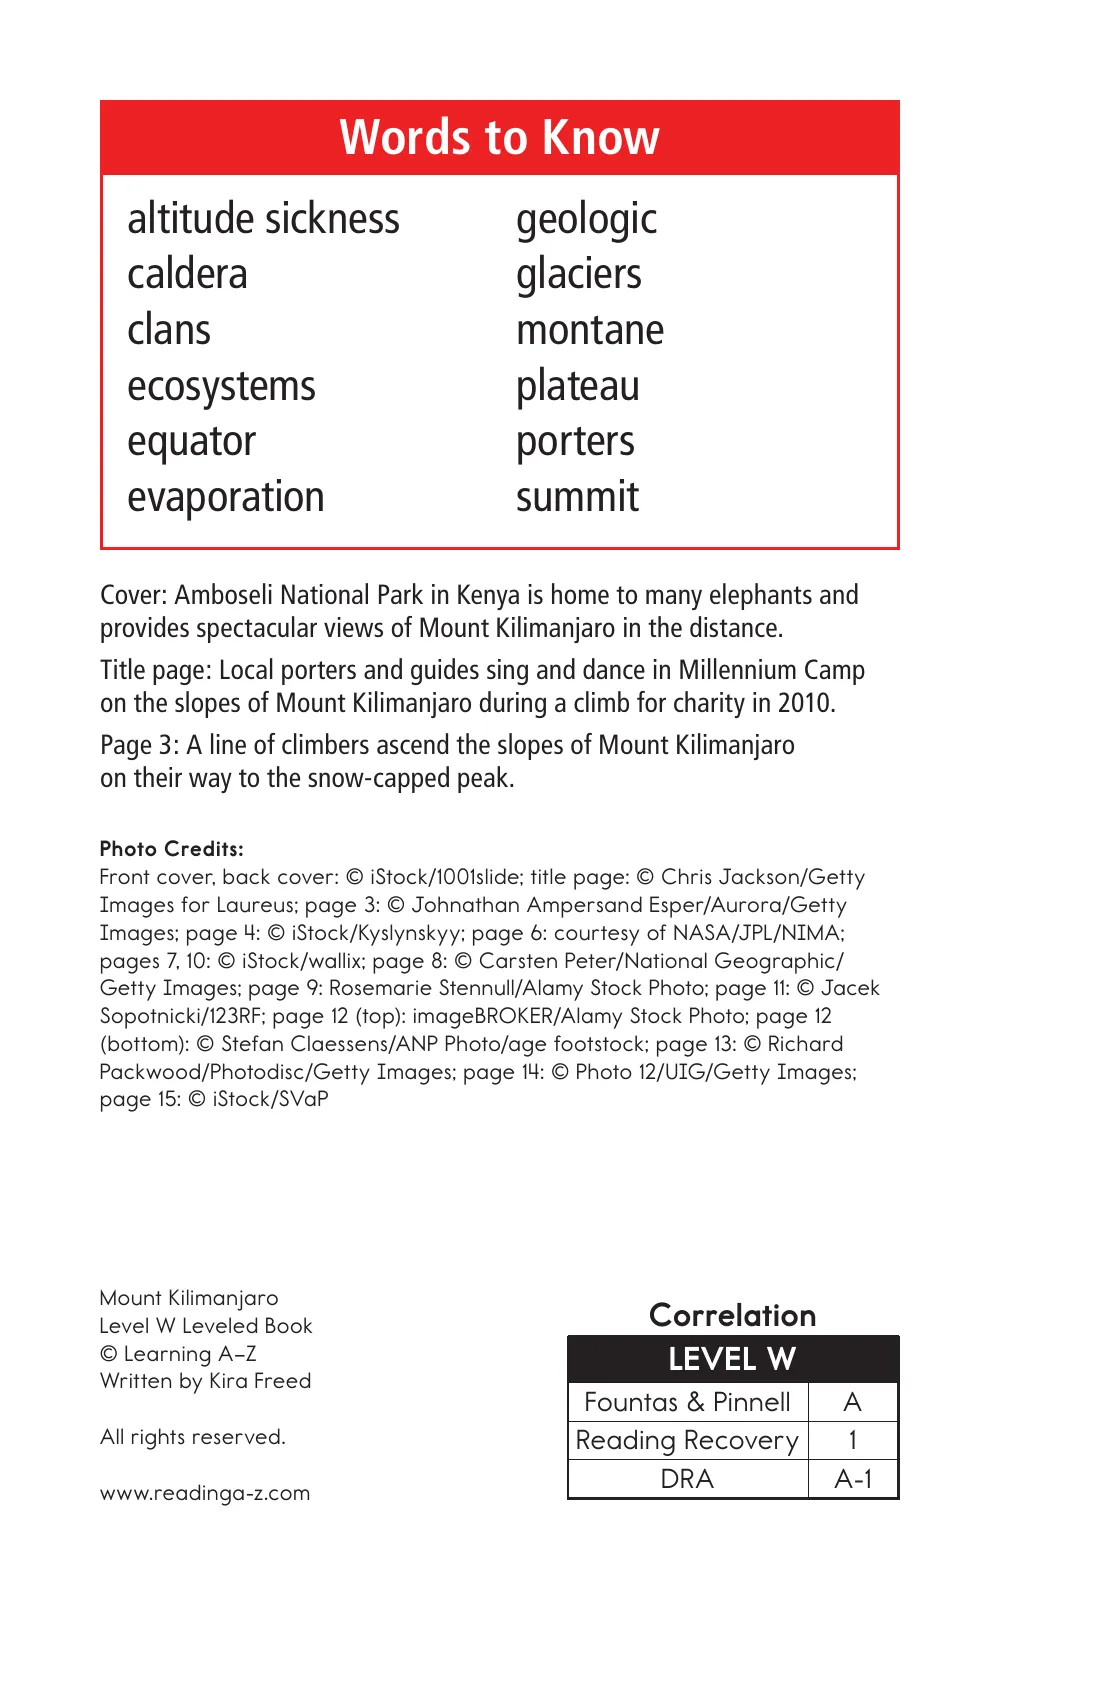 Words to Know
altitude sickness
caldera
clans
ecosystems
equator
evaporation
geologic
glaciers
montane
plateau
porters
summit
Cover: Amboseli National Park in Kenya is home to many elephants and
provides spectacular views of Mount Kilimanjaro in the distance.
Title page: Local porters and guides sing and dance in Millennium Camp
on the slopes of Mount Kilimanjaro during a climb for charity in 2010.
Page 3: A line of climbers ascend the slopes of Mount Kilimanjaro
on their way to the snow-capped peak.
Photo Credits:
Front cover, back cover: © iStock/1001slide; title page: © Chris Jackson/Getty
Images for Laureus; page 3: © Johnathan Ampersand Esper/Aurora/Getty
Images; page 4: © iStock/Kyslynskyy; page 6: courtesy of NASA/JPL/NIMA;
pages 7, 10: © iStock/wallix; page 8: © Carsten Peter/National Geographic/
Getty Images; page 9: Rosemarie Stennull/Alamy Stock Photo; page 11: © Jacek
Sopotnicki/123RF; page 12 (top): imageBROKER/Alamy Stock Photo; page 12
(bottom): © Stefan Claessens/ANP Photo/age footstock; page 13: © Richard
Packwood/Photodisc/Getty Images; page 14: © Photo 12/UIG/Getty Images;
page 15: © iStock/SVaP
Mount Kilimanjaro
Level W Leveled Book
© Learning A–Z
Written by Kira Freed
All rights reserved.
www.readinga-z.com
Correlation
LEVEL W
Fountas & Pinnell A
Reading Recovery 1
DRA A-1